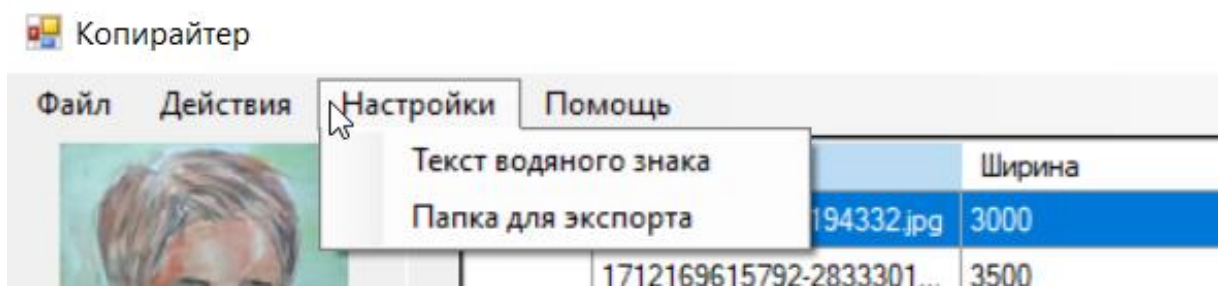 Копирайтер
Файл Действия Настройки Помощь
Текст водяного знака
Ширина
Папка для экспорта
194332.jpg 3000
1712169615792-2833301... 3500